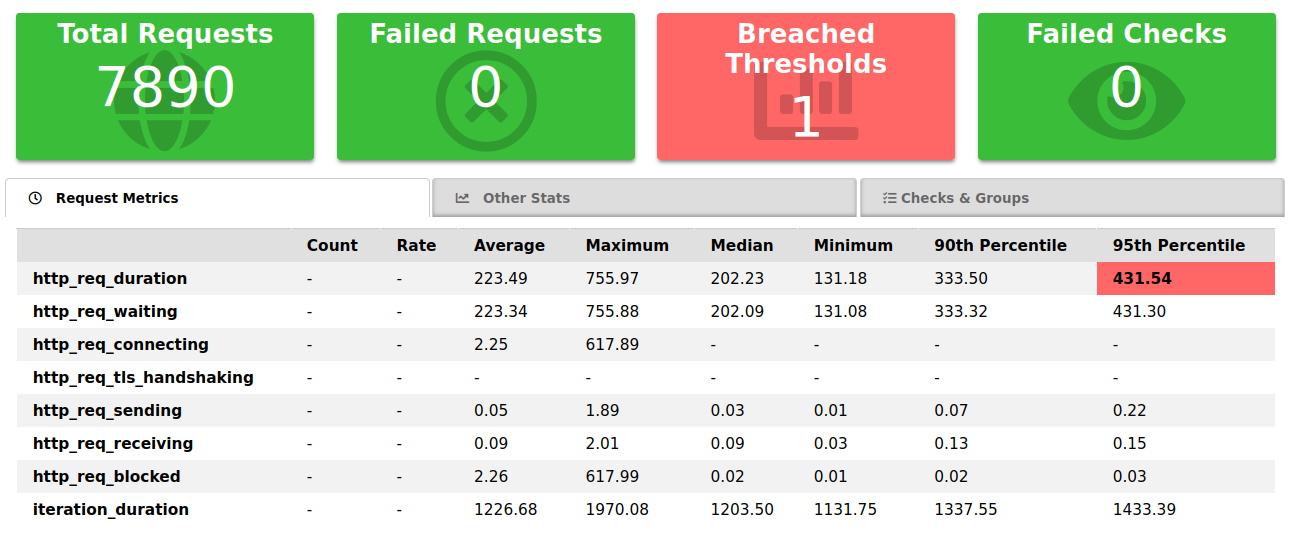 Total Requests
7890
Failed Requests
0
Breached
Thresholds
1
Failed Checks
0
Request Metrics
Other Stats
Checks & Groups
Count Rate Average Maximum Median Minimum 90th Percentile 95th Percentile
http_req_duration - - 223.49 755.97 202.23 131.18 333.50 431.54
http_req_waiting - - 223.34 755.88 202.09 131.08 333.32 431.30
http_req_connecting - - 2.25 617.89 - - - -
http_req_tls_handshaking - - - - - - - -
http_req_sending - - 0.05 1.89 0.03 0.01 0.07 0.22
http_req_receiving - - 0.09 2.01 0.09 0.03 0.13 0.15
http_req_blocked - - 2.26 617.99 0.02 0.01 0.02 0.03
iteration_duration - - 1226.68 1970.08 1203.50 1131.75 1337.55 1433.39